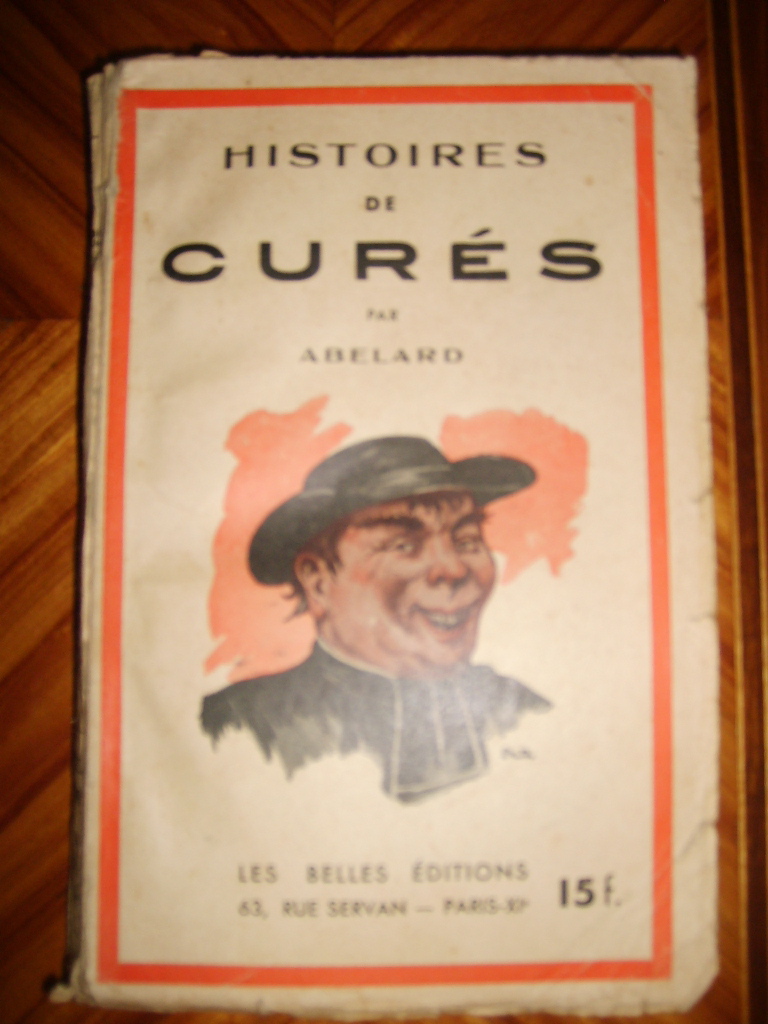 HISTOIRES
DE
CURÉS
PAR
ABELARD
LES BELLES ÉDITIONS
63, RUE SERVAN — PARIS-XIᵉ
15 f.